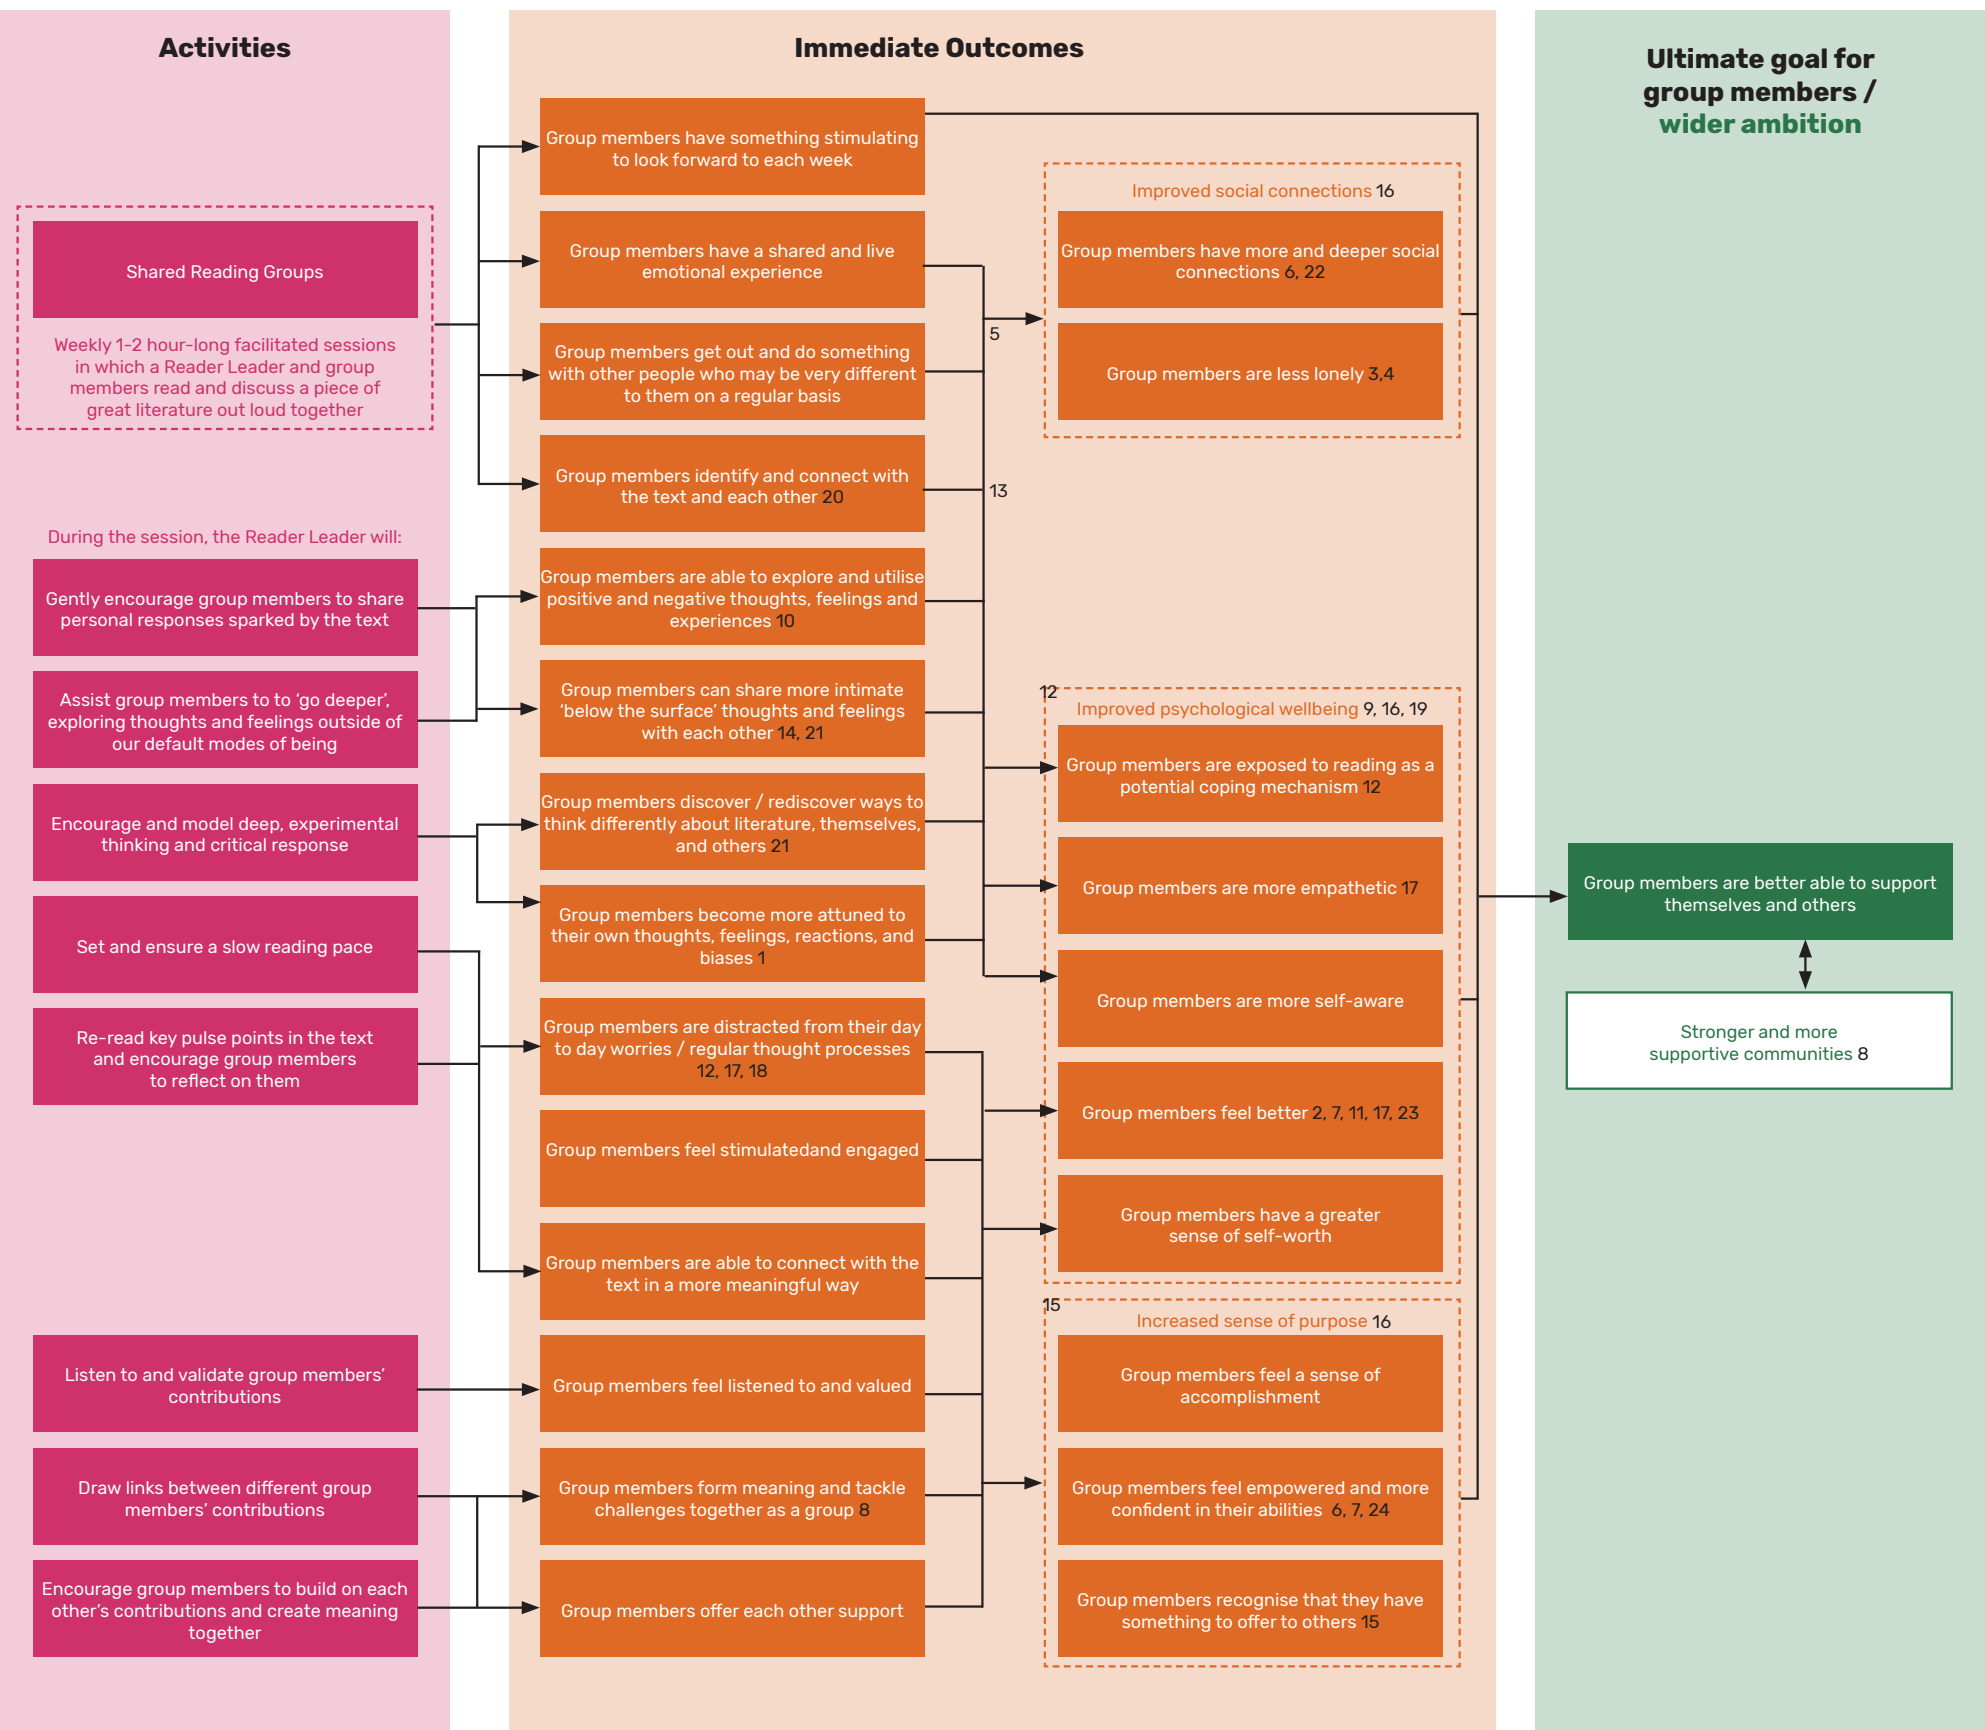 Activities
Shared Reading Groups
Weekly 1-2 hour-long facilitated sessions
in which a Reader Leader and group
members read and discuss a piece of
great literature out loud together
During the session, the Reader Leader will:
Gently encourage group members to share
personal responses sparked by the text
Assist group members to to ‘go deeper’,
exploring thoughts and feelings outside of
our default modes of being
Encourage and model deep, experimental
thinking and critical response
Set and ensure a slow reading pace
Re-read key pulse points in the text
and encourage group members
to reflect on them
Listen to and validate group members’
contributions
Draw links between different group
members’ contributions
Encourage group members to build on each
other’s contributions and create meaning
together
Immediate Outcomes
Group members have something stimulating
to look forward to each week
Group members have a shared and live
emotional experience
Group members get out and do something
with other people who may be very different
to them on a regular basis
Group members identify and connect with
the text and each other 20
Group members are able to explore and utilise
positive and negative thoughts, feelings and
experiences 10
Group members can share more intimate
‘below the surface’ thoughts and feelings
with each other 14, 21
Group members discover / rediscover ways to
think differently about literature, themselves,
and others 21
Group members become more attuned to
their own thoughts, feelings, reactions, and
biases 1
Group members are distracted from their day
to day worries / regular thought processes
12, 17, 18
Group members feel stimulatedand engaged
Group members are able to connect with the
text in a more meaningful way
Group members feel listened to and valued
Group members form meaning and tackle
challenges together as a group 8
Group members offer each other support
5
13
Improved social connections 16
Group members have more and deeper social
connections 6, 22
Group members are less lonely 3,4
12
Improved psychological wellbeing 9, 16, 19
Group members are exposed to reading as a
potential coping mechanism 12
Group members are more empathetic 17
Group members are more self-aware
Group members feel better 2, 7, 11, 17, 23
Group members have a greater
sense of self-worth
15
Increased sense of purpose 16
Group members feel a sense of
accomplishment
Group members feel empowered and more
confident in their abilities 6, 7, 24
Group members recognise that they have
something to offer to others 15
Ultimate goal for
group members /
wider ambition
Group members are better able to support
themselves and others
Stronger and more
supportive communities 8